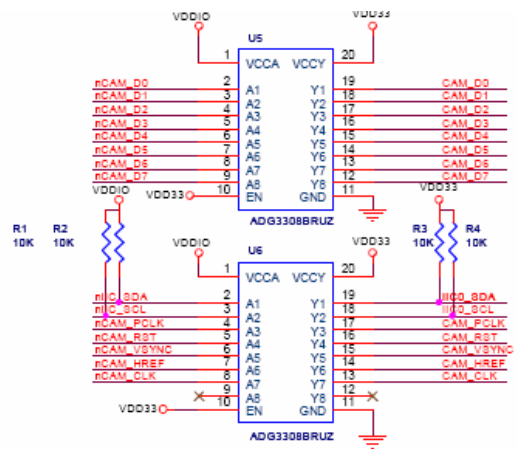 VDDIO VDD33
U5
1 VCCA VCCY 20
nCAM_D0 2 A1 Y1 19 CAM_D0
nCAM_D1 3 A2 Y2 18 CAM_D1
nCAM_D2 4 A3 Y3 17 CAM_D2
nCAM_D3 5 A4 Y4 16 CAM_D3
nCAM_D4 6 A5 Y5 15 CAM_D4
nCAM_D5 7 A6 Y6 14 CAM_D5
nCAM_D6 8 A7 Y7 13 CAM_D6
nCAM_D7 9 A8 Y8 12 CAM_D7
VDDIO VDD33 10 EN GND 11 VDD33
ADG3308BRUZ
R1 R2 R3 R4
10K 10K 10K 10K
VDDIO U6 VDD33
1 VCCA VCCY 20
nIIC_SDA 2 A1 Y1 19 IIC0_SDA
nIIC_SCL 3 A2 Y2 18 IIC0_SCL
nCAM_PCLK 4 A3 Y3 17 CAM_PCLK
nCAM_RST 5 A4 Y4 16 CAM_RST
nCAM_VSYNC 6 A5 Y5 15 CAM_VSYNC
nCAM_HREF 7 A6 Y6 14 CAM_HREF
nCAM_CLK 8 A7 Y7 13 CAM_CLK
9 A8 Y8 12
VDD33 10 EN GND 11
ADG3308BRUZ